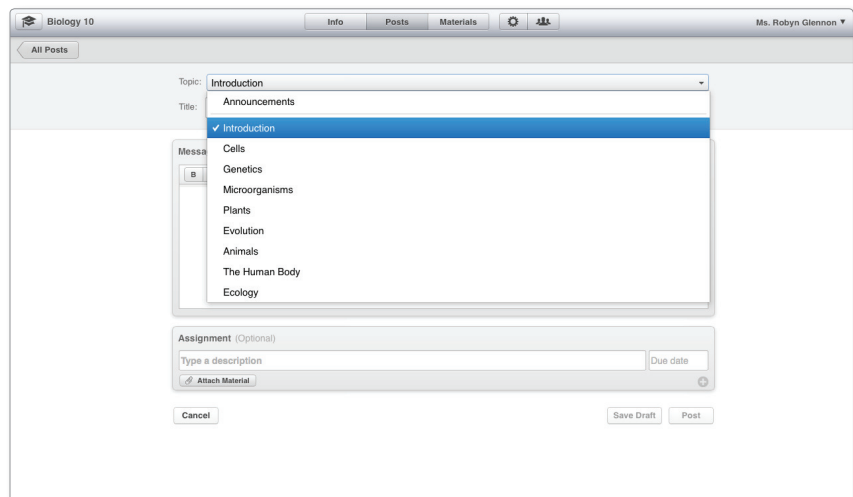 Biology 10 Info Posts Materials Ms. Robyn Glennon
All Posts
Topic: Introduction
Announcements
Title:
Introduction
Messa
Cells
B
Genetics
Microorganisms
Plants
Evolution
Animals
The Human Body
Ecology
Assignment (Optional)
Type a description Due date
Attach Material
Cancel Save Draft Post